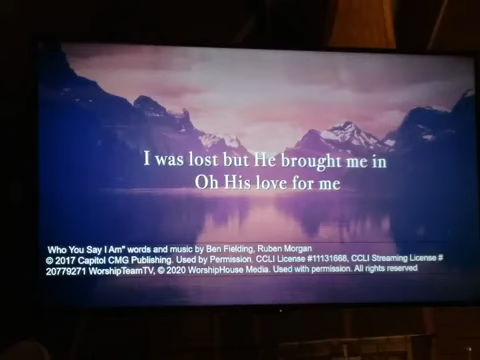 I was lost but He brought me in
Oh His love for me
Who You Say I Am" words and music by Ben Fielding, Ruben Morgan
© 2017 Capitol CMG Publishing. Used by Permission. CCLI License #11131668, CCLI Streaming License #
20779271 WorshipTeamTV, © 2020 WorshipHouse Media. Used with permission. All rights reserved